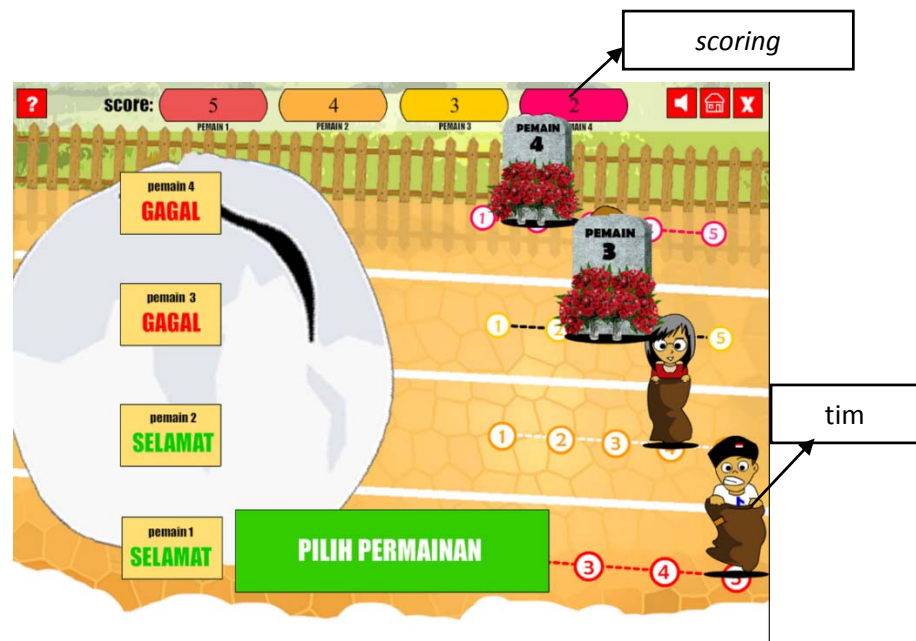 scoring
?
score:
5
4
3
2
X
PEMAIN 1
PEMAIN 2
PEMAIN 3
PEMAIN
4
pemain 4
GAGAL
1
5
PEMAIN
3
pemain 3
GAGAL
1
2
5
pemain 2
SELAMAT
1
2
3
4
tim
pemain 1
SELAMAT
PILIH PERMAINAN
3
4
5